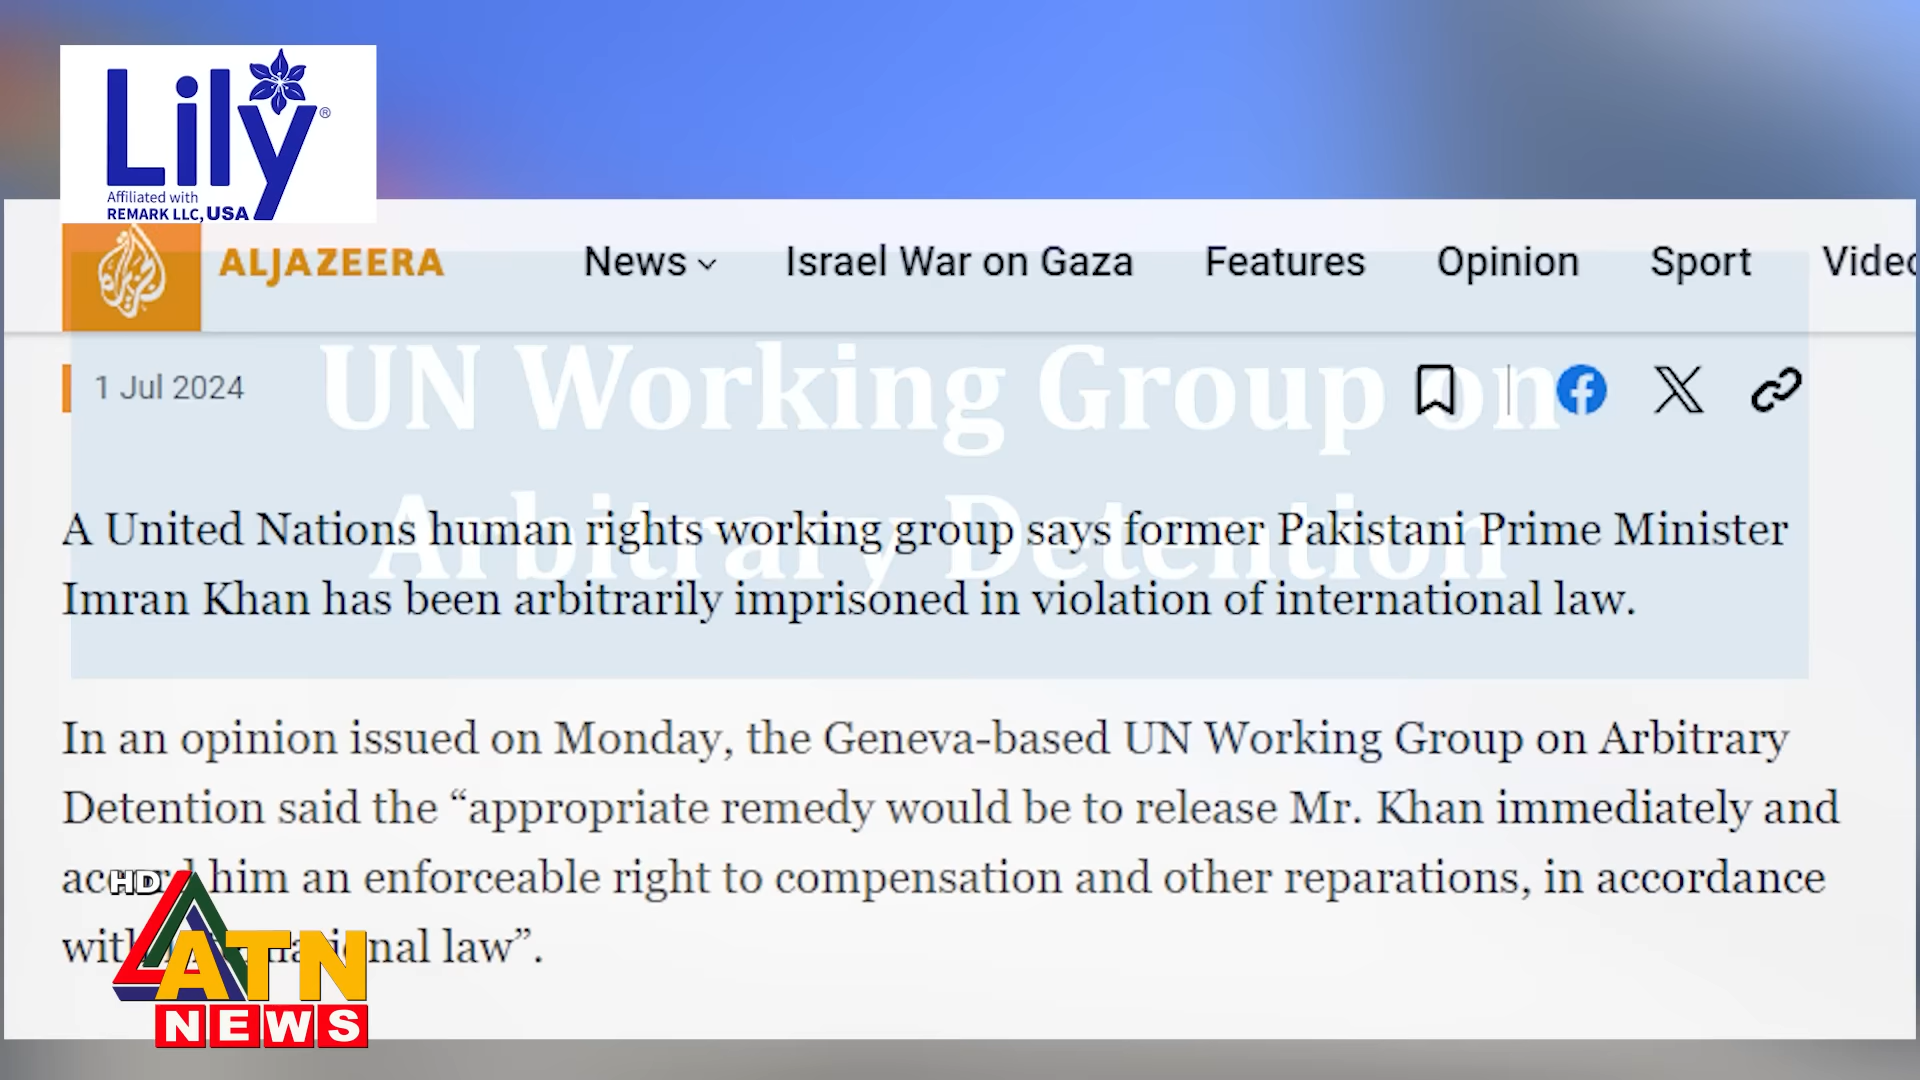 Lily®
Affiliated with
REMARK LLC, USA
ALJAZEERA
News
Israel War on Gaza
Features
Opinion
Sport
1 Jul 2024
UN Working Group on
Arbitrary Detention
A United Nations human rights working group says former Pakistani Prime Minister
Imran Khan has been arbitrarily imprisoned in violation of international law.
In an opinion issued on Monday, the Geneva-based UN Working Group on Arbitrary
Detention said the “appropriate remedy would be to release Mr. Khan immediately and
accord him an enforceable right to compensation and other reparations, in accordance
with international law”.
HD
ATN
NEWS